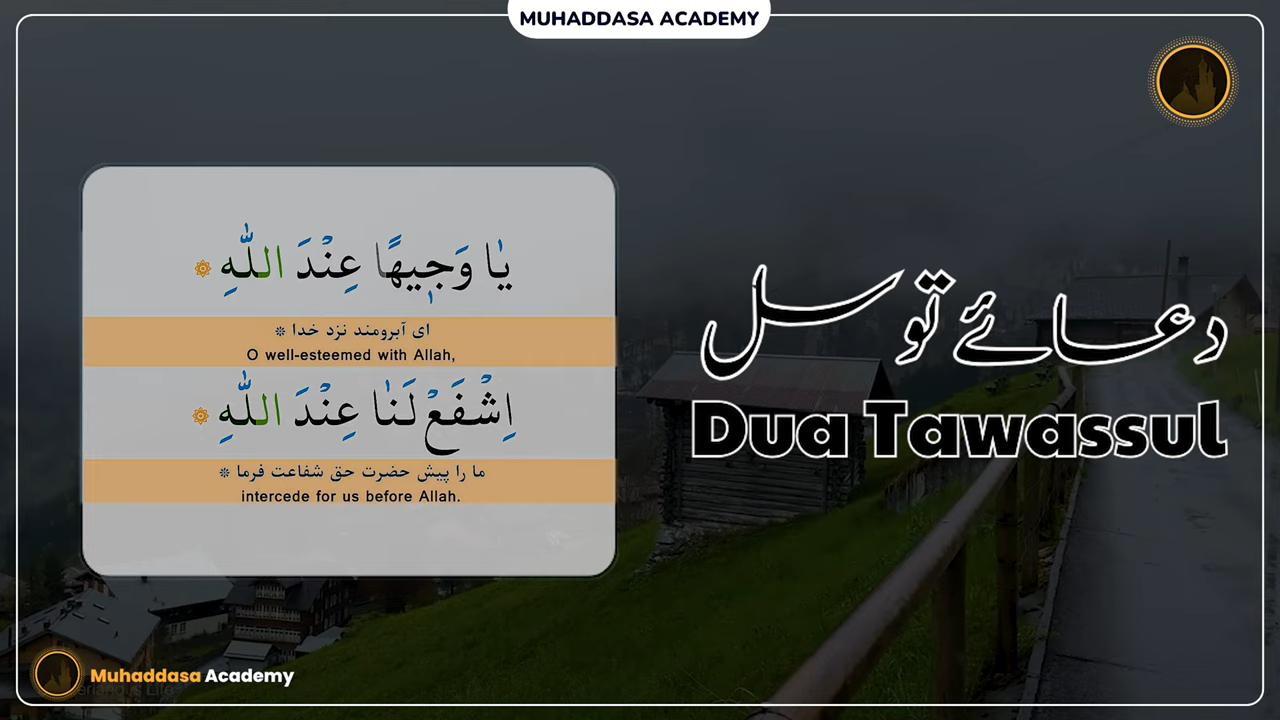 MUHADDASA ACADEMY
يٰا وَجٖيهًا عِنْدَ اللّٰهِ
ای آبرومند نزد خدا
O well-esteemed with Allah,
اِشْفَعْ لَنٰا عِنْدَ اللّٰهِ
ما را پیش حضرت حق شفاعت فرما
intercede for us before Allah.
دعائے توسل
Dua Tawassul
Muhaddasa Academy